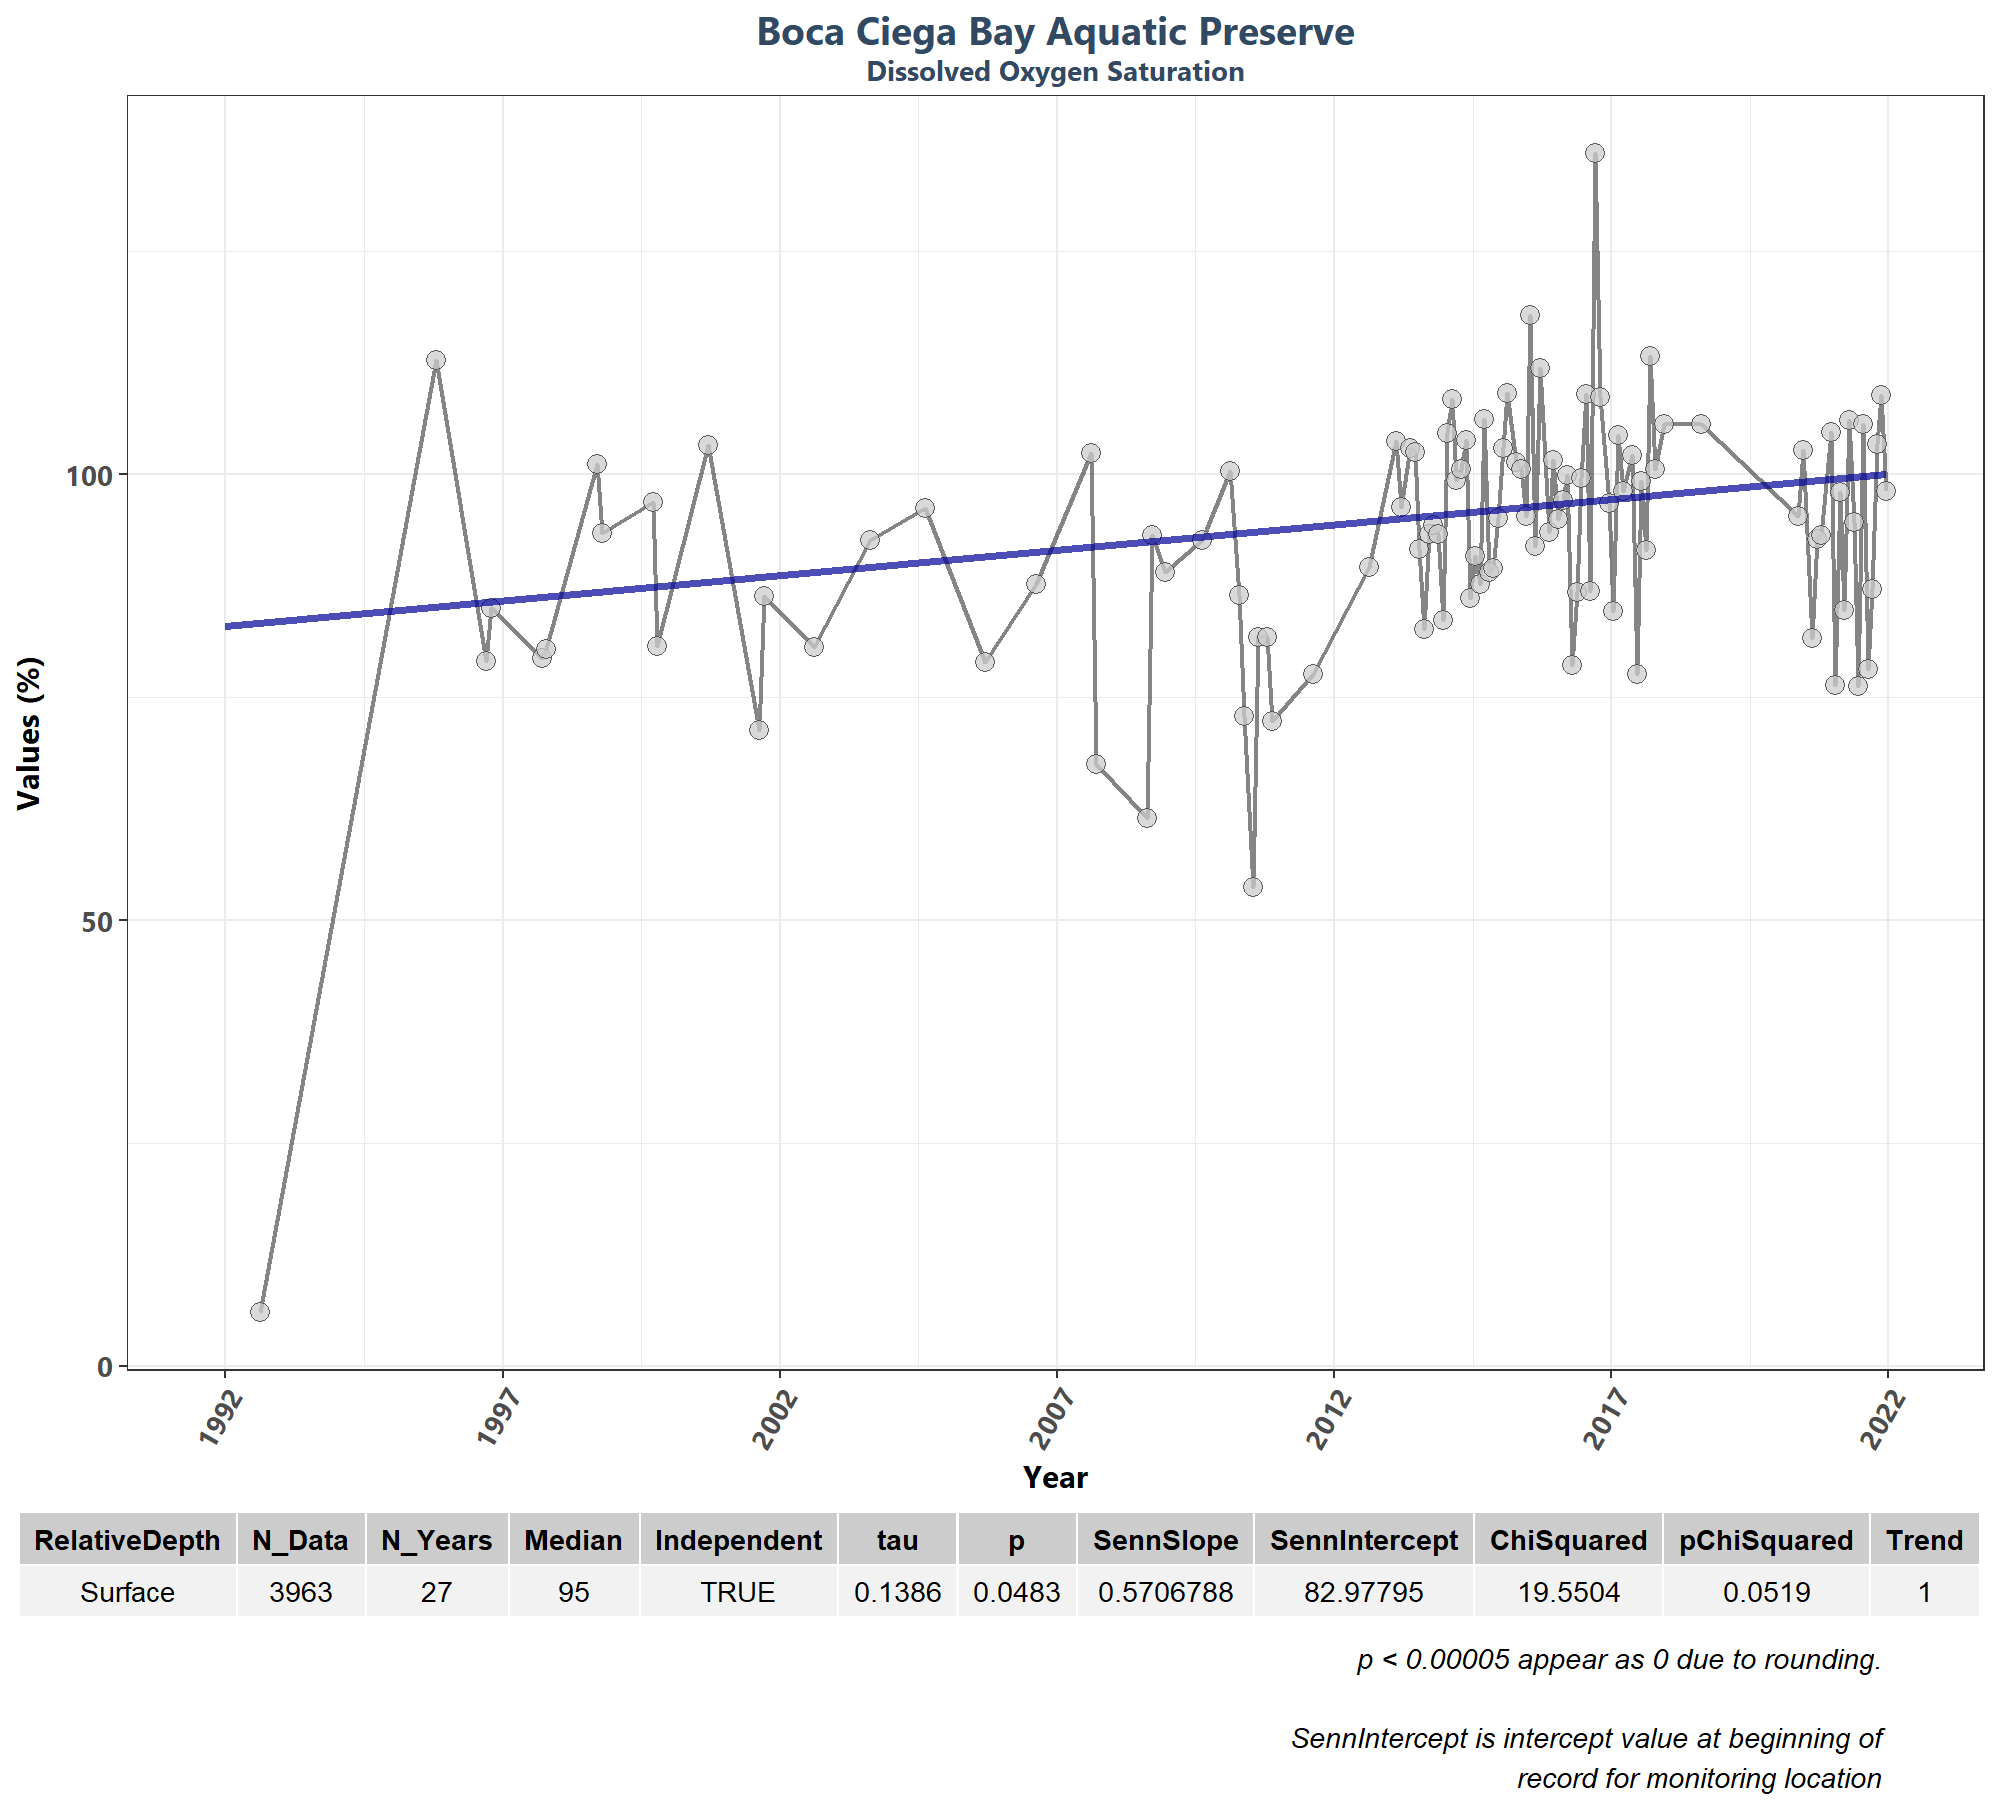 Boca Ciega Bay Aquatic Preserve
Dissolved Oxygen Saturation
Values (%)
100
50
0
1992 1997 2002 2007 2012 2017 2022
Year
RelativeDepth N_Data N_Years Median Independent tau p SennSlope SennIntercept ChiSquared pChiSquared Trend
Surface 3963 27 95 TRUE 0.1386 0.0483 0.5706788 82.97795 19.5504 0.0519 1
p < 0.00005 appear as 0 due to rounding.
SennIntercept is intercept value at beginning of
record for monitoring location